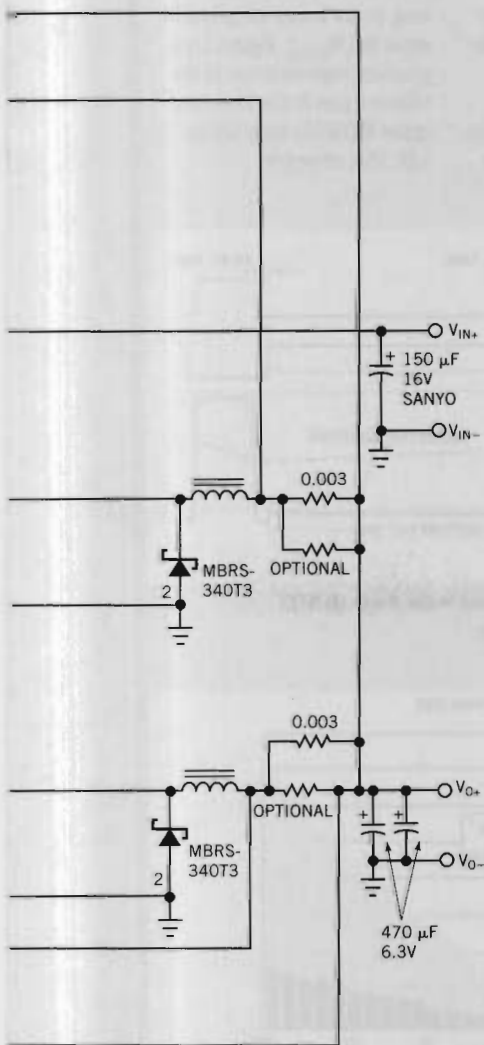 V_IN+
+ 150 µF
16V
SANYO
V_IN–
0.003
OPTIONAL
MBRS-
340T3
2
0.003
OPTIONAL
V_O+
+ +
MBRS-
340T3
2
V_O–
470 µF
6.3V